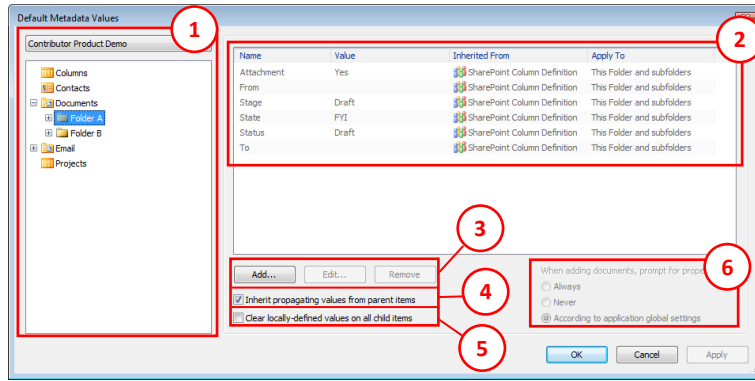 Default Metadata Values
1
Contributor Product Demo
Columns
Contacts
Documents
Folder A
Folder B
Email
Projects
2
Name Value Inherited From Apply To
Attachment Yes SharePoint Column Definition This Folder and subfolders
From SharePoint Column Definition This Folder and subfolders
Stage Draft SharePoint Column Definition This Folder and subfolders
State FYI SharePoint Column Definition This Folder and subfolders
Status Draft SharePoint Column Definition This Folder and subfolders
To SharePoint Column Definition This Folder and subfolders
3
Add... Edit... Remove
4
Inherit propagating values from parent items
Clear locally-defined values on all child items
5
6
When adding documents, prompt for
Always
Never
According to application global settings
OK Cancel Apply